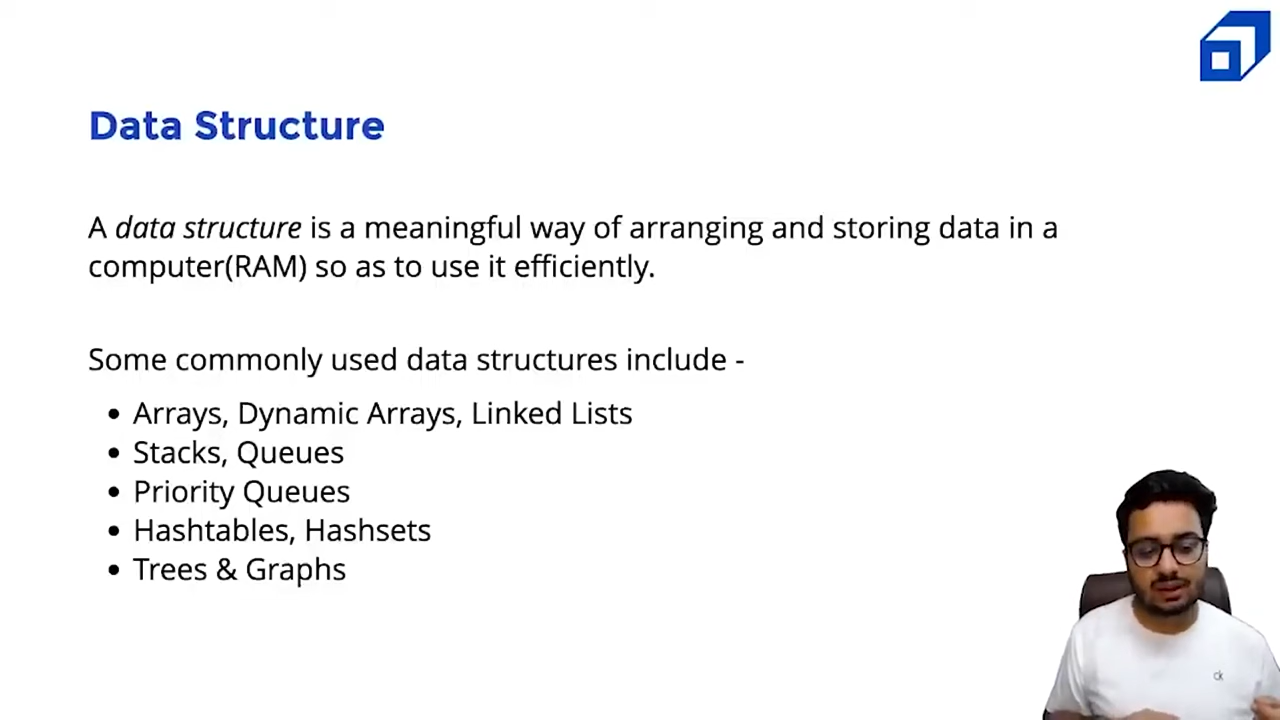 Data Structure
A data structure is a meaningful way of arranging and storing data in a
computer(RAM) so as to use it efficiently.
Some commonly used data structures include -
• Arrays, Dynamic Arrays, Linked Lists
• Stacks, Queues
• Priority Queues
• Hashtables, Hashsets
• Trees & Graphs
ck